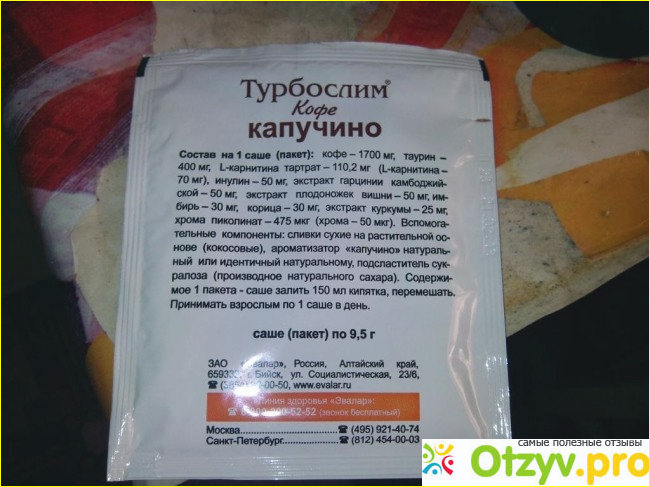 Турбослим®
Кофе
капучино
Состав на 1 саше (пакет): кофе – 1700 мг, таурин –
400 мг, L-карнитина тартрат – 110,2 мг (L-карнитина –
70 мг), инулин – 50 мг, экстракт гарцинии камбоджий-
ской – 50 мг, экстракт плодоножек вишни – 50 мг, им-
бирь – 30 мг, корица – 30 мг, экстракт куркумы – 25 мг,
хрома пиколинат – 475 мкг (хрома – 50 мкг). Вспомога-
тельные компоненты: сливки сухие на растительной ос-
нове (кокосовые), ароматизатор «капучино» натураль-
ный или идентичный натуральному, подсластитель сук-
ралоза (производное натурального сахара). Содержи-
мое 1 пакета - саше залить 150 мл кипятка, перемешать.
Принимать взрослым по 1 саше в день.
саше (пакет) по 9,5 г
ЗАО «Эвалар», Россия, Алтайский край,
г. Бийск, ул. Социалистическая, 23/6,
www.evalar.ru
линия здоровья «Эвалар»:
(звонок бесплатный)
Москва.................. ☎ (495) 921-40-74
Санкт-Петербург.................. ☎ (812) 454-00-03
самые полезные отзывы
Otzyv.pro